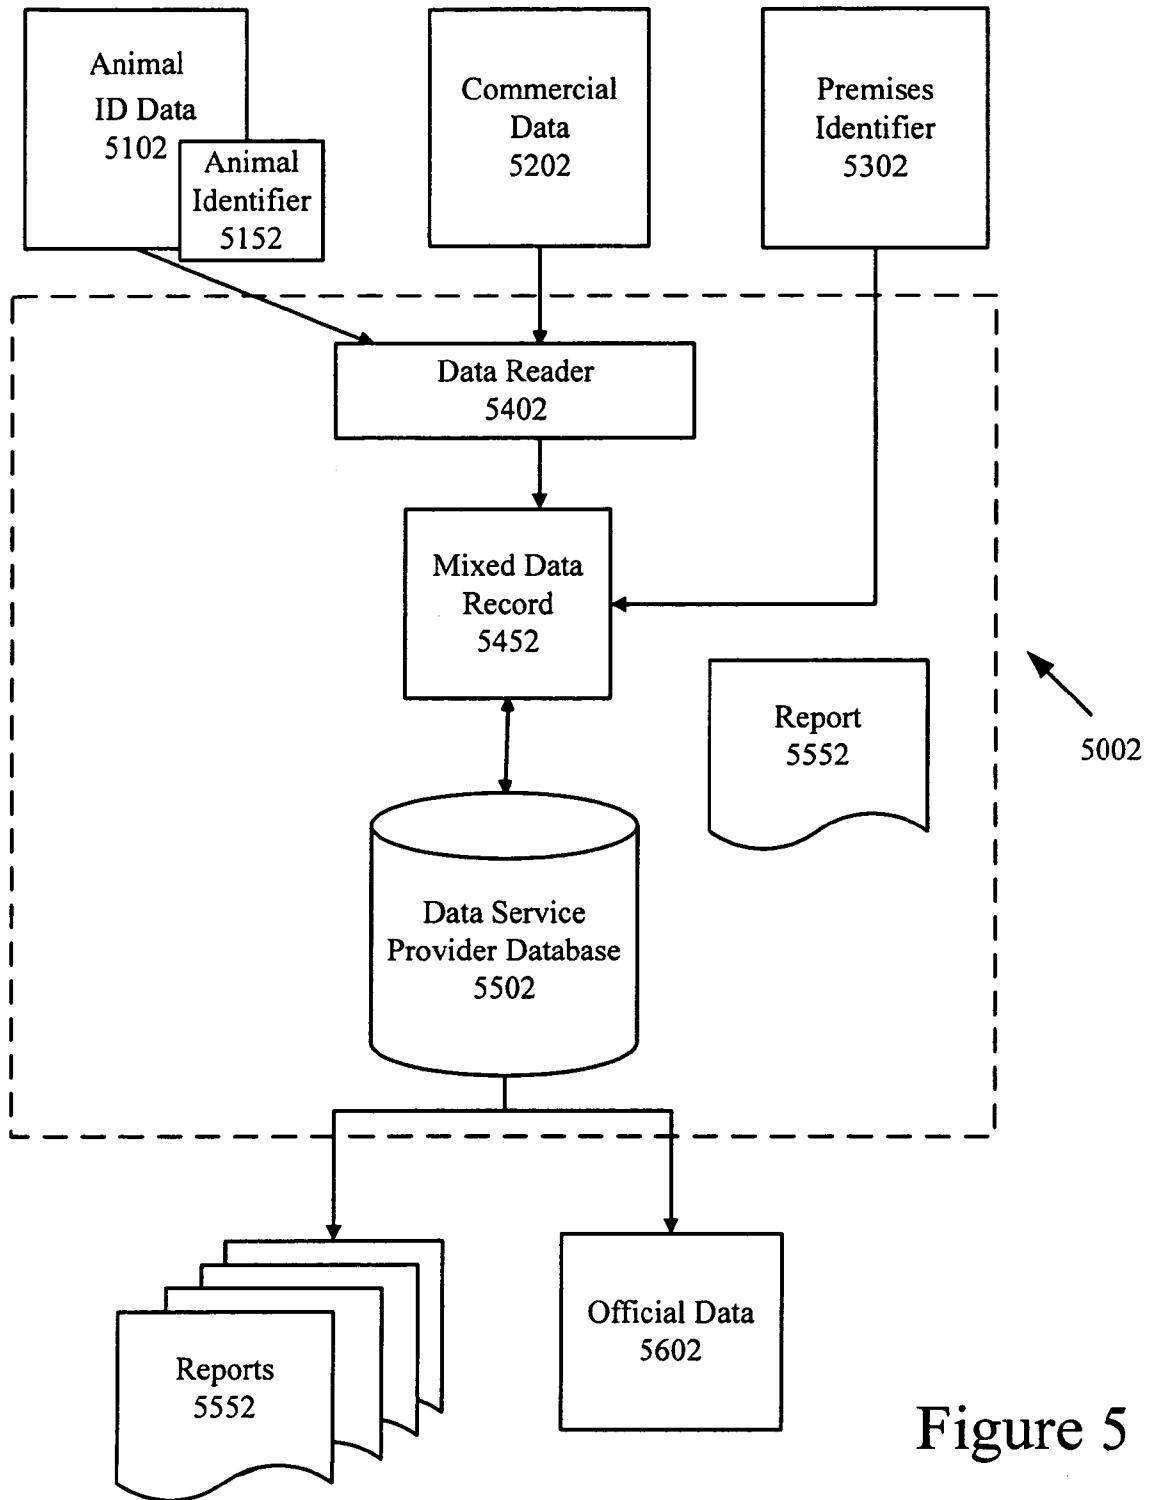 Animal
ID Data
5102
Animal
Identifier
5152
Commercial
Data
5202
Premises
Identifier
5302
Data Reader
5402
Mixed Data
Record
5452
Report
5552
5002
Data Service
Provider Database
5502
Reports
5552
Official Data
5602
Figure 5